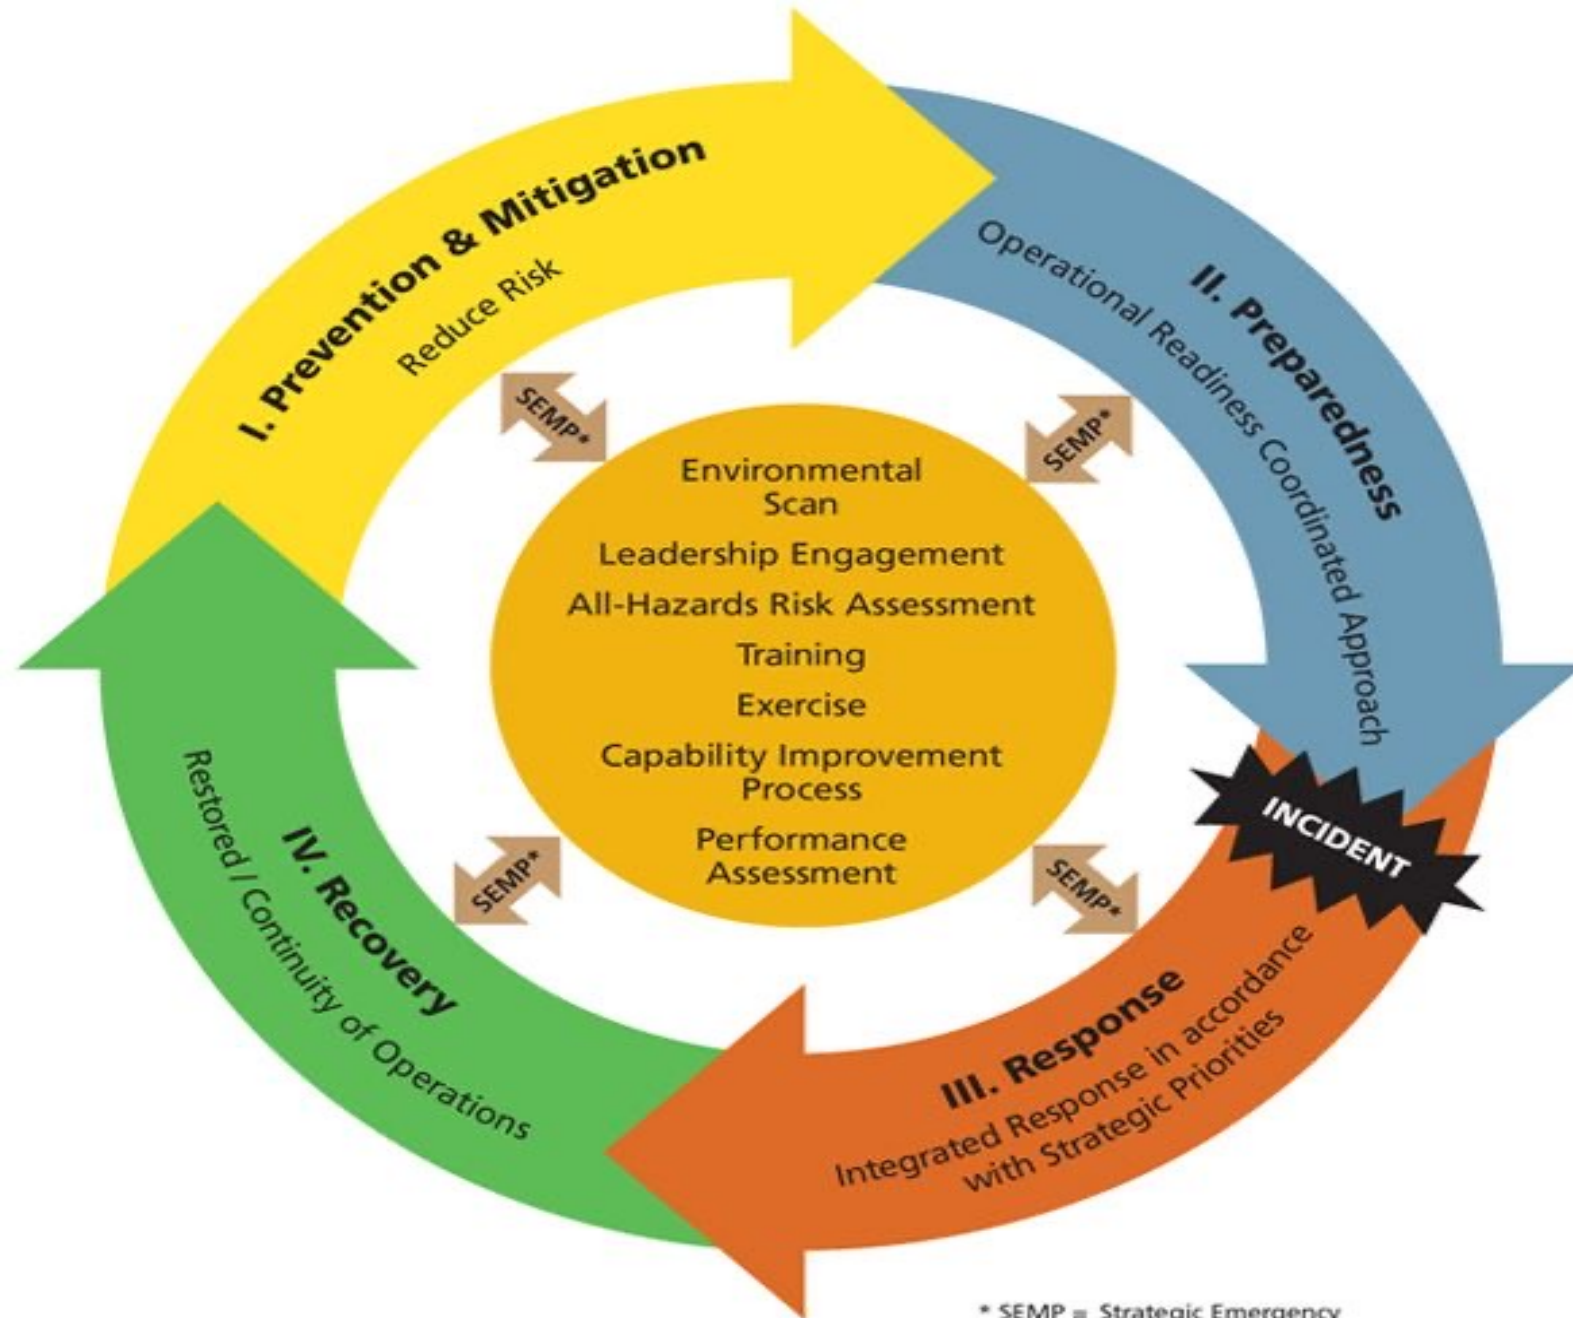 I. Prevention & Mitigation
Reduce Risk
II. Preparedness
Operational Readiness Coordinated Approach
SEMP*
SEMP*
Environmental
Scan
Leadership Engagement
All-Hazards Risk Assessment
Training
Exercise
Capability Improvement
Process
Performance
Assessment
SEMP*
SEMP*
INCIDENT
III. Response
Integrated Response in accordance
with Strategic Priorities
IV. Recovery
Restored / Continuity of Operations
* SEMP = Strategic Emergency